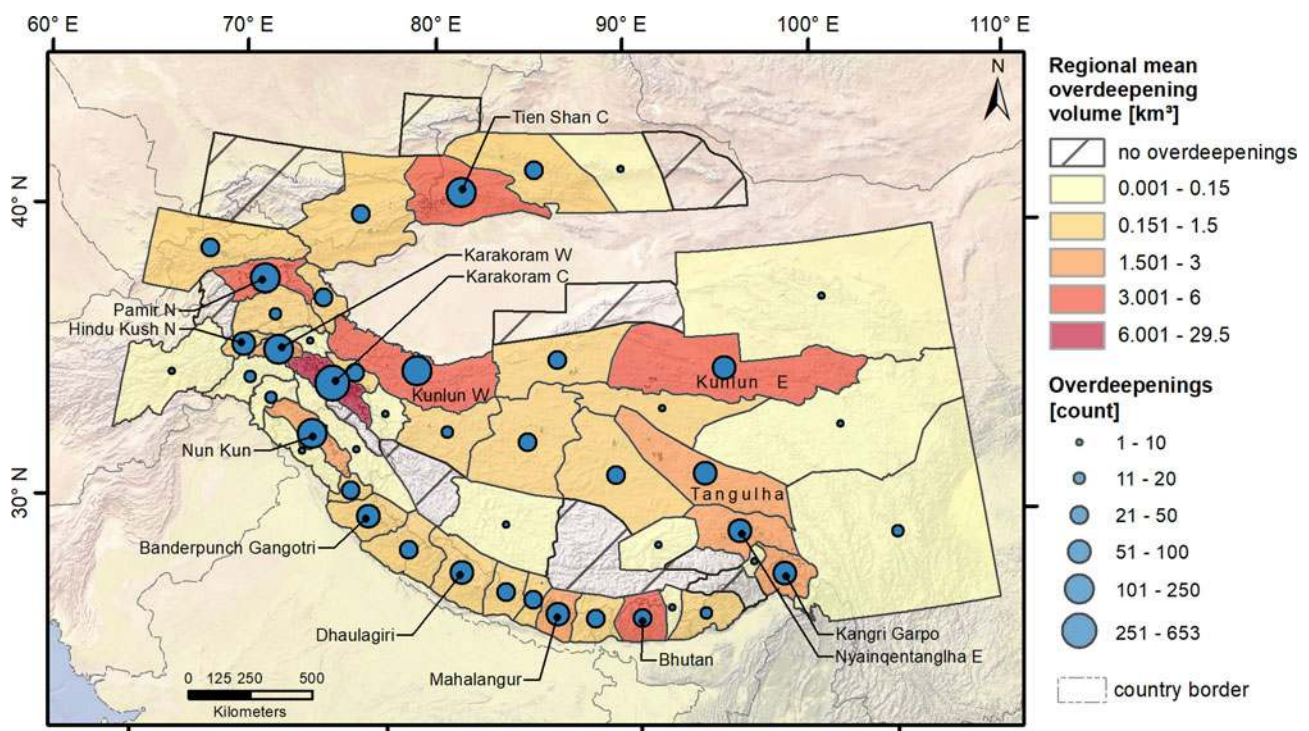 60° E 70° E 80° E 90° E 100° E 110° E
40° N
30° N
N
Tien Shan C
Karakoram W
Karakoram C
Pamir N
Hindu Kush N
Kunlun W
Kunlun E
Nun Kun
Tangulha
Banderpunch Gangotri
Dhaulagiri
Mahalangur
Bhutan
Kangri Garpo
Nyainqentanglha E
0 125 250 500
Kilometers
Regional mean
overdeepening
volume [km³]
no overdeepenings
0.001 - 0.15
0.151 - 1.5
1.501 - 3
3.001 - 6
6.001 - 29.5
Overdeepenings
[count]
1 - 10
11 - 20
21 - 50
51 - 100
101 - 250
251 - 653
country border